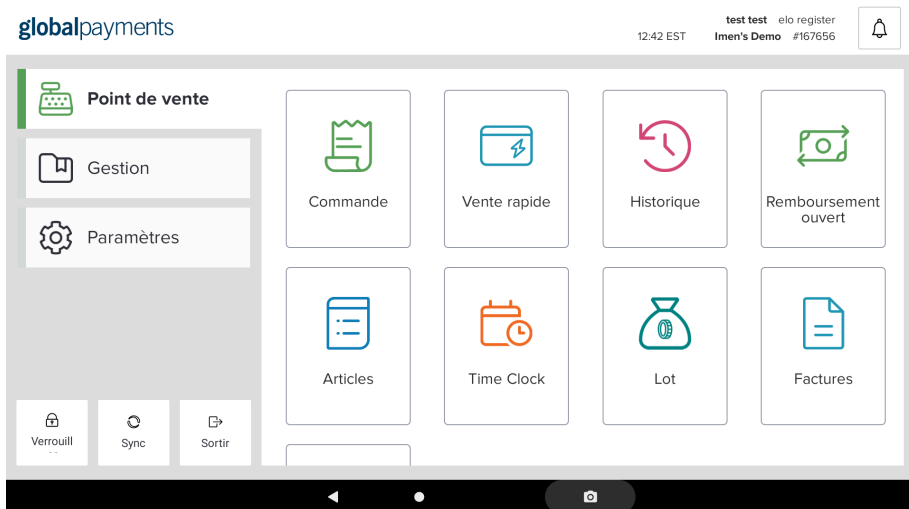 globalpayments
test test elo register
12:42 EST Imen's Demo #167656
Point de vente
Gestion
Paramètres
Commande
Vente rapide
Historique
Remboursement
ouvert
Articles
Time Clock
Lot
Factures
Verrouill
Sync
Sortir